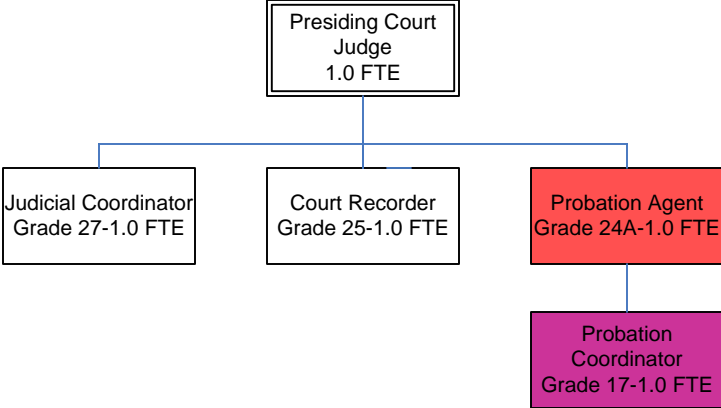 Presiding Court
Judge
1.0 FTE
Judicial Coordinator
Grade 27-1.0 FTE
Court Recorder
Grade 25-1.0 FTE
Probation Agent
Grade 24A-1.0 FTE
Probation
Coordinator
Grade 17-1.0 FTE